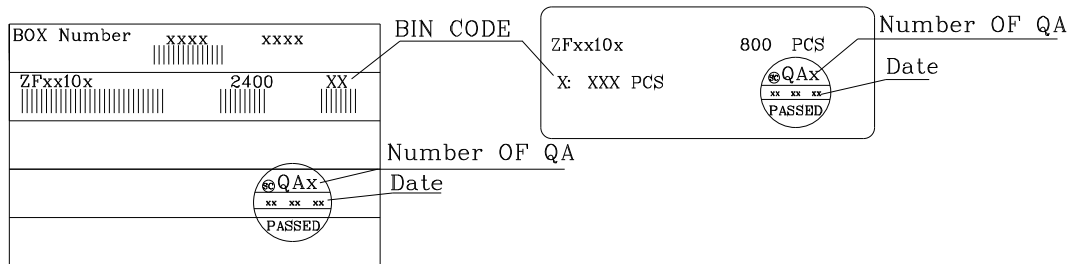 BOX Number xxxx xxxx
ZFxx10x 2400 XX
QAx
xx xx xx
PASSED
BIN CODE
Number OF QA
Date
ZFxx10x 800 PCS
X: XXX PCS
QAx
xx xx xx
PASSED
Number OF QA
Date